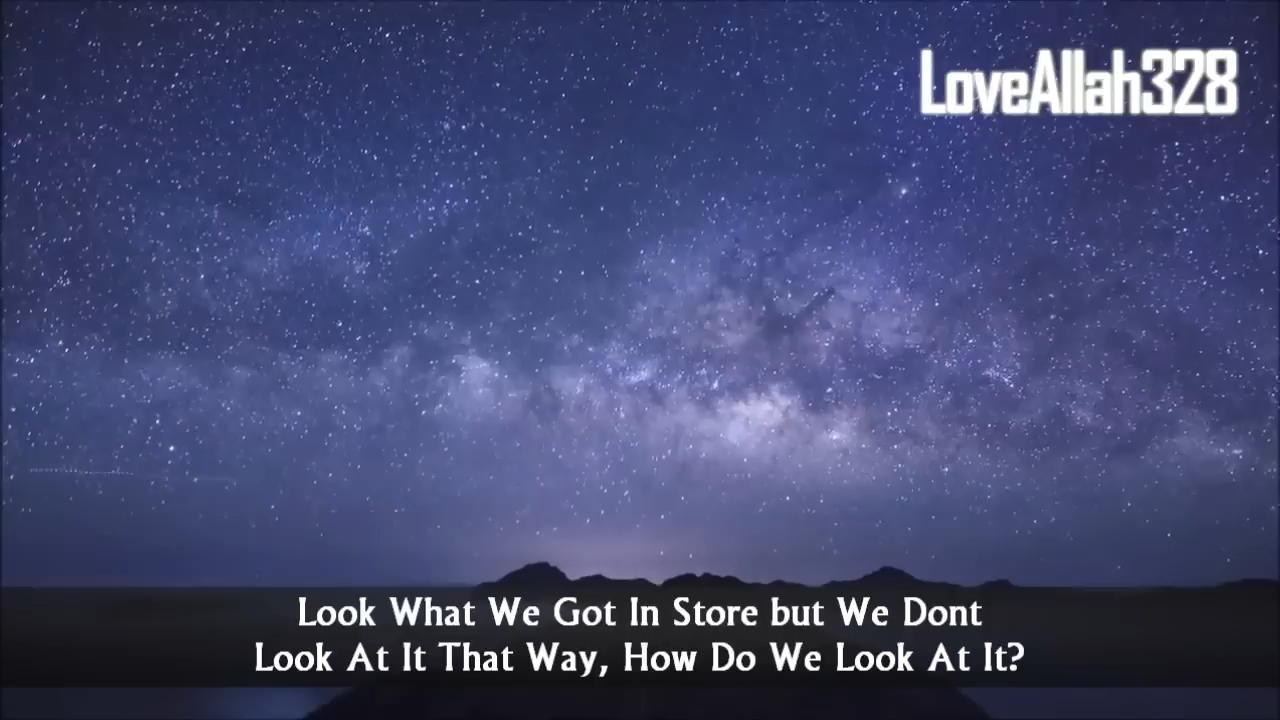 LoveAllah328
Look What We Got In Store but We Dont
Look At It That Way, How Do We Look At It?